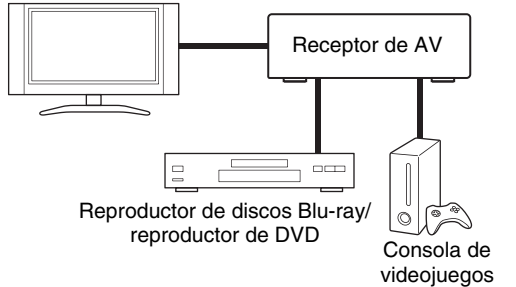 Receptor de AV
Reproductor de discos Blu-ray/
reproductor de DVD
Consola de
videojuegos